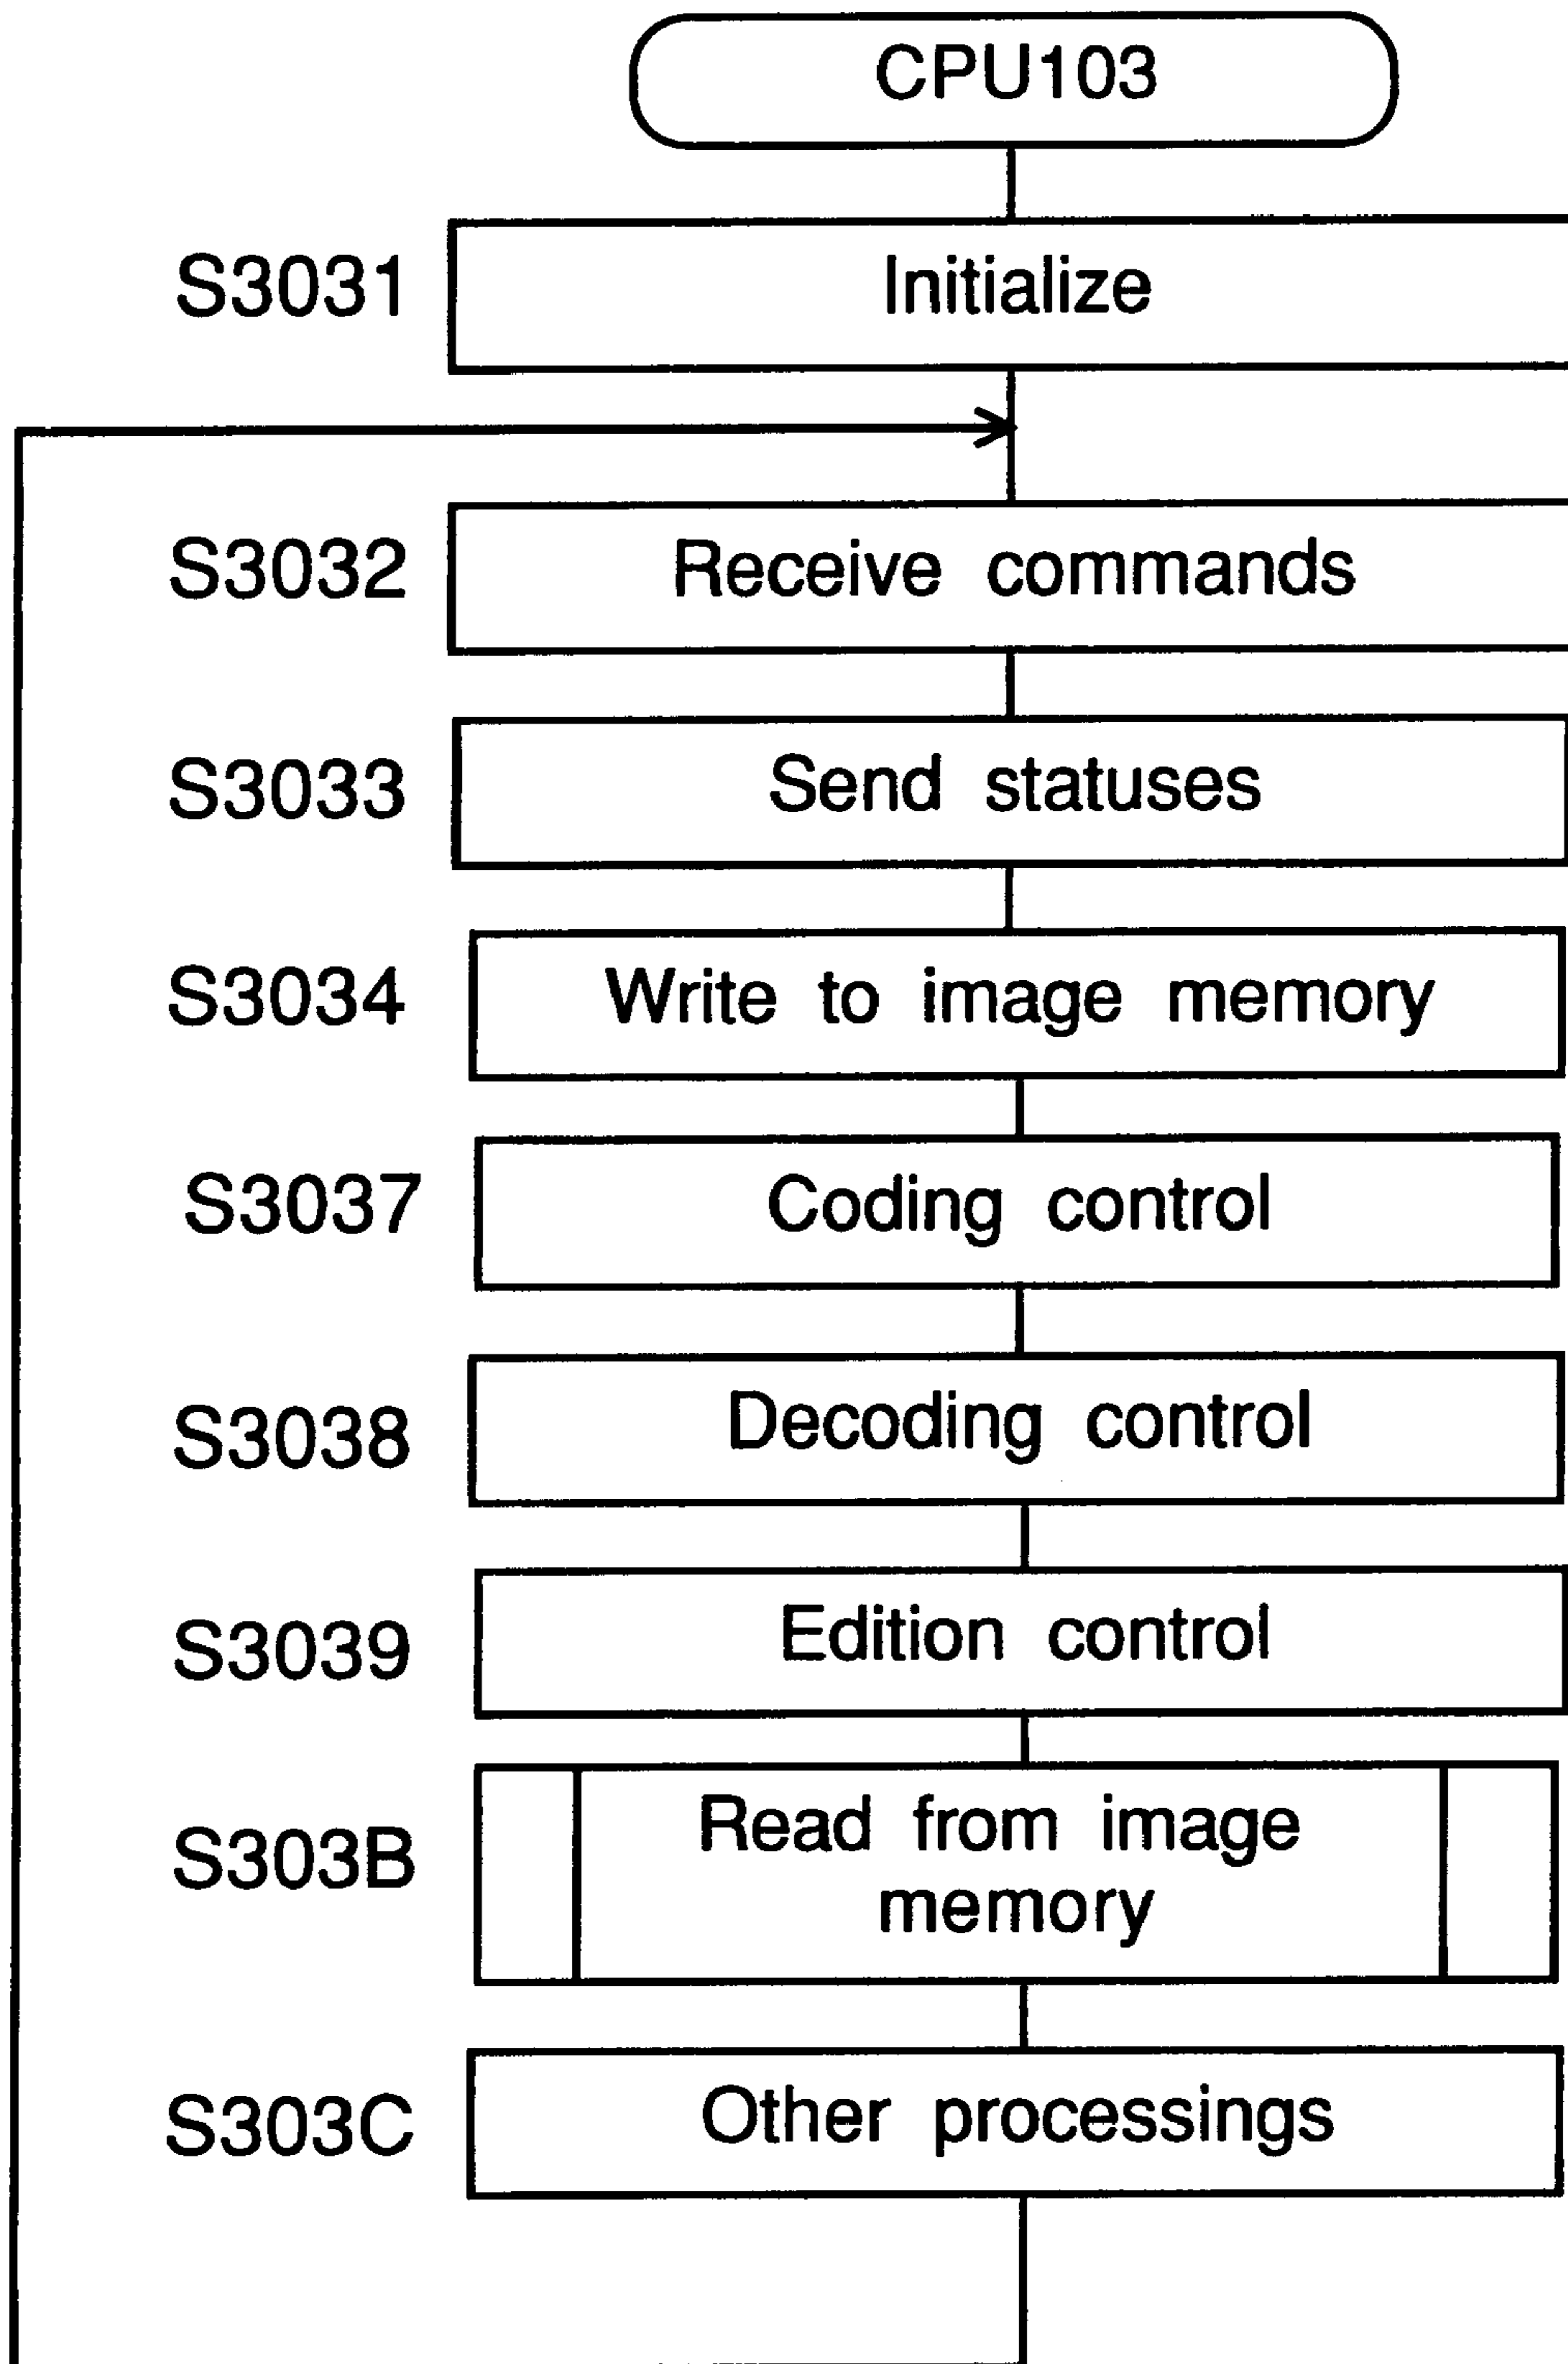 CPU103
S3031 Initialize
S3032 Receive commands
S3033 Send statuses
S3034 Write to image memory
S3037 Coding control
S3038 Decoding control
S3039 Edition control
S303B Read from image
memory
S303C Other processings